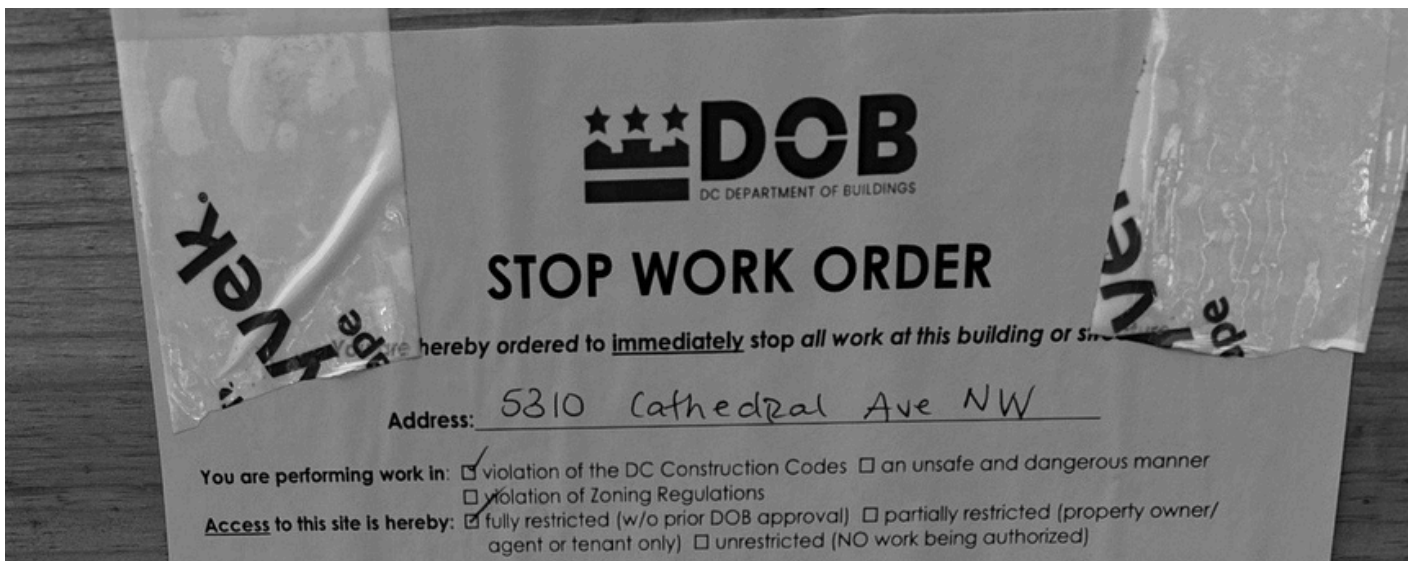 DOB
DC DEPARTMENT OF BUILDINGS
STOP WORK ORDER
You are hereby ordered to immediately stop all work at this building or
Address: 5310 Cathedral Ave NW
You are performing work in: ☑ violation of the DC Construction Codes ☐ an unsafe and dangerous manner
☐ violation of Zoning Regulations
Access to this site is hereby: ☑ fully restricted (w/o prior DOB approval) ☐ partially restricted (property owner/
agent or tenant only) ☐ unrestricted (NO work being authorized)